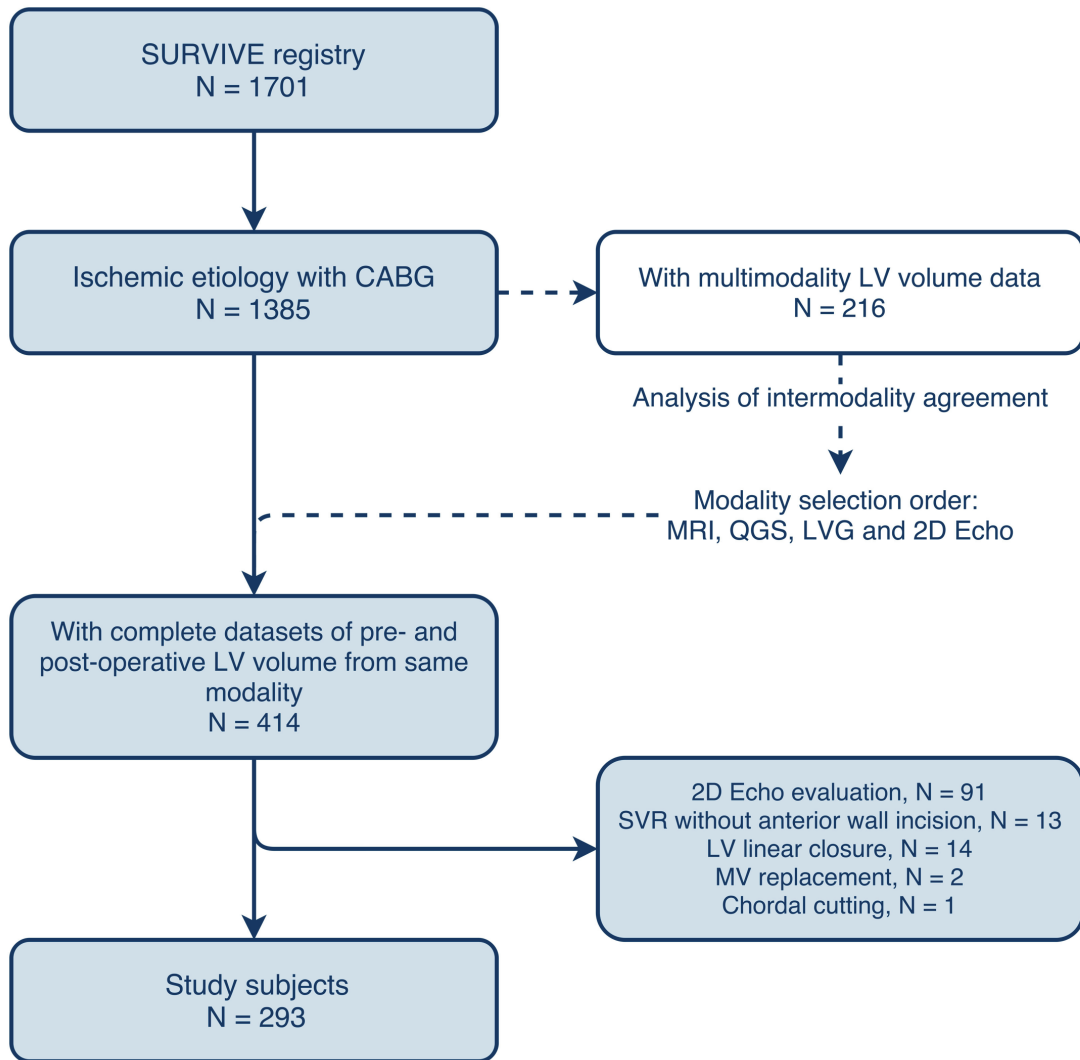 SURVIVE registry
N = 1701
Ischemic etiology with CABG
N = 1385
With multimodality LV volume data
N = 216
Analysis of intermodality agreement
Modality selection order:
MRI, QGS, LVG and 2D Echo
With complete datasets of pre- and
post-operative LV volume from same
modality
N = 414
2D Echo evaluation, N = 91
SVR without anterior wall incision, N = 13
LV linear closure, N = 14
MV replacement, N = 2
Chordal cutting, N = 1
Study subjects
N = 293